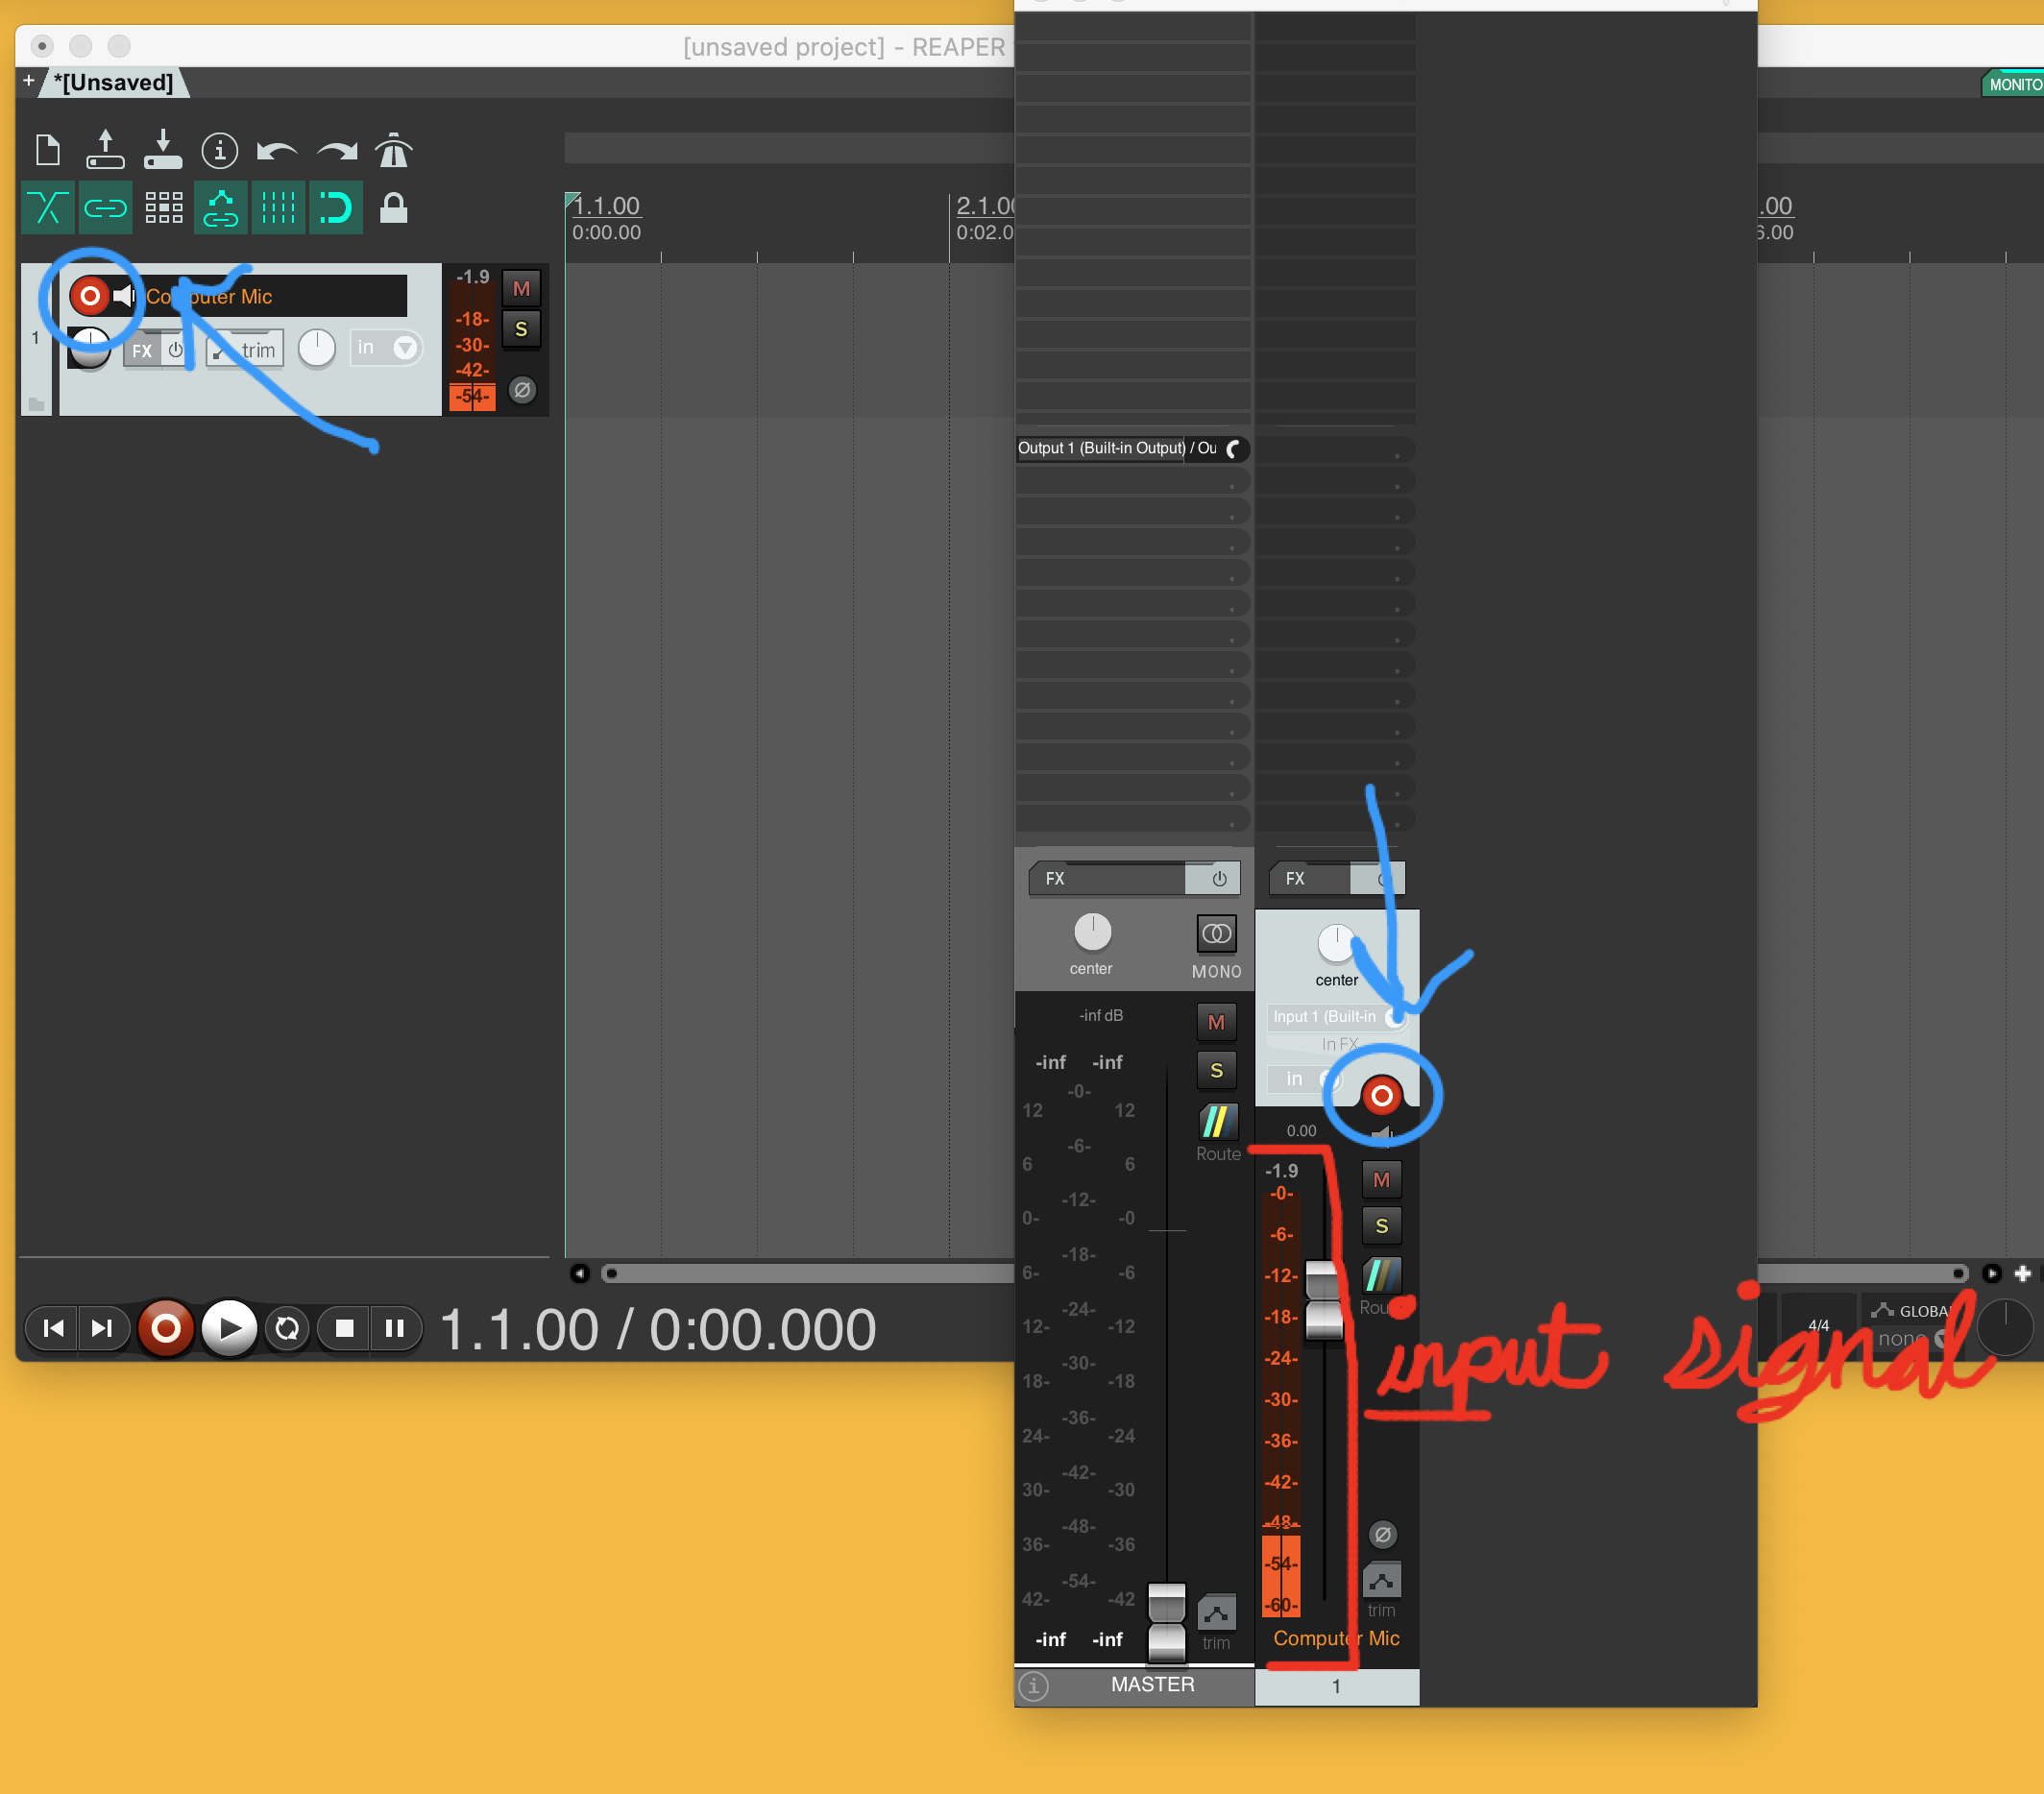 [unsaved project] - REAPER
+ *[Unsaved]
MONITO
1.1.00
0:00.00
2.1.0
0:02.0
.00
6.00
1
Computer Mic
FX
trim
in
-1.9
-18-
-30-
-42-
-54-
M
S
Output 1 (Built-in Output) / Ou
FX
center
MONO
-inf dB
M
-inf -inf
S
-0-
12 12
-6-
Route
6 6
-12-
0- -0
-18-
6- -6
-24-
12- -12
-30-
18- -18
-36-
24- -24
-42-
30- -30
-48-
36- -36
-54-
42- -42
-inf -inf
trim
MASTER
FX
center
Input 1 (Built-in
In FX
in
0.00
-1.9
-0-
-6-
-12-
-18-
-24-
-30-
-36-
-42-
-48-
-54-
-60-
M
S
Rou
trim
Computer Mic
1
input signal
1.1.00 / 0:00.000
4/4
GLOBAL
none